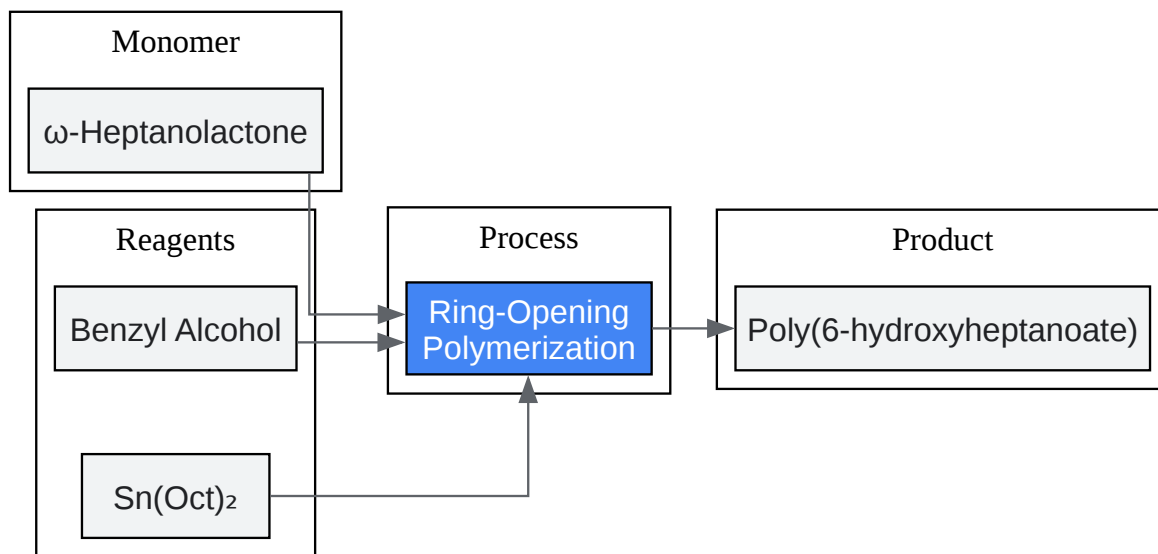 Monomer
ω-Heptanolactone
Reagents
Benzyl Alcohol
Sn(Oct)₂
Process
Ring-Opening
Polymerization
Product
Poly(6-hydroxyheptanoate)